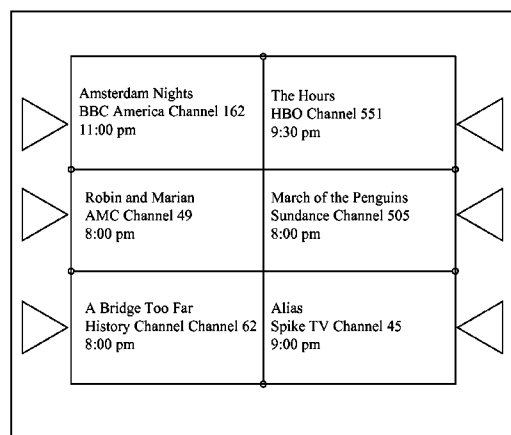 Amsterdam Nights
BBC America Channel 162
11:00 pm
The Hours
HBO Channel 551
9:30 pm
Robin and Marian
AMC Channel 49
8:00 pm
March of the Penguins
Sundance Channel 505
8:00 pm
A Bridge Too Far
History Channel Channel 62
8:00 pm
Alias
Spike TV Channel 45
9:00 pm